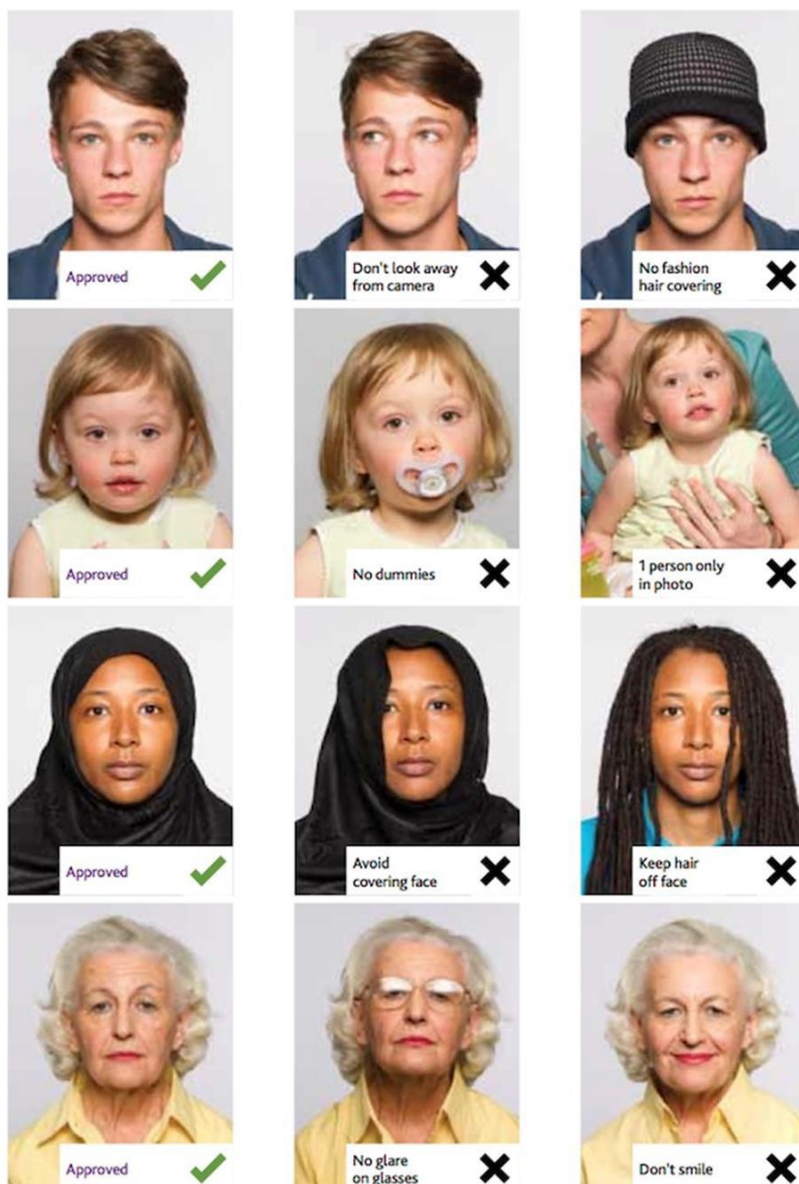 Approved
Don't look away
from camera
No fashion
hair covering
Approved
No dummies
1 person only
in photo
Approved
Avoid
covering face
Keep hair
off face
Approved
No glare
on glasses
Don't smile